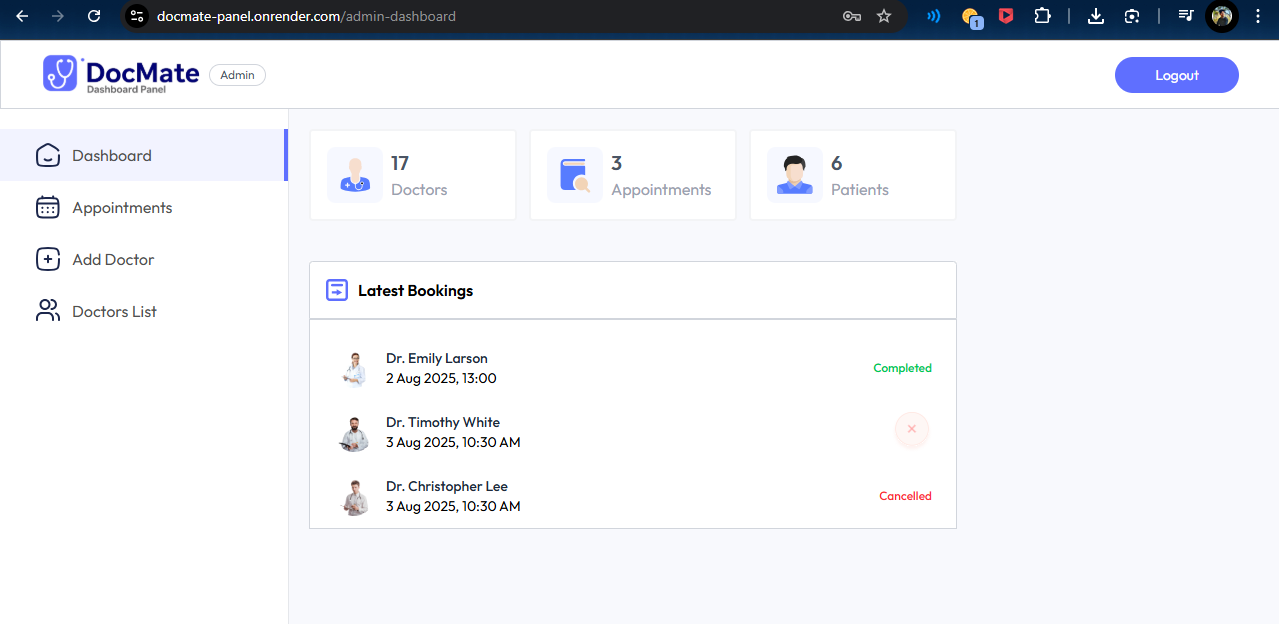 docmate-panel.onrender.com/admin-dashboard
1
DocMate
Dashboard Panel
Admin
Logout
Dashboard
Appointments
Add Doctor
Doctors List
17
Doctors
3
Appointments
6
Patients
Latest Bookings
Dr. Emily Larson
2 Aug 2025, 13:00
Completed
Dr. Timothy White
3 Aug 2025, 10:30 AM
Dr. Christopher Lee
3 Aug 2025, 10:30 AM
Cancelled